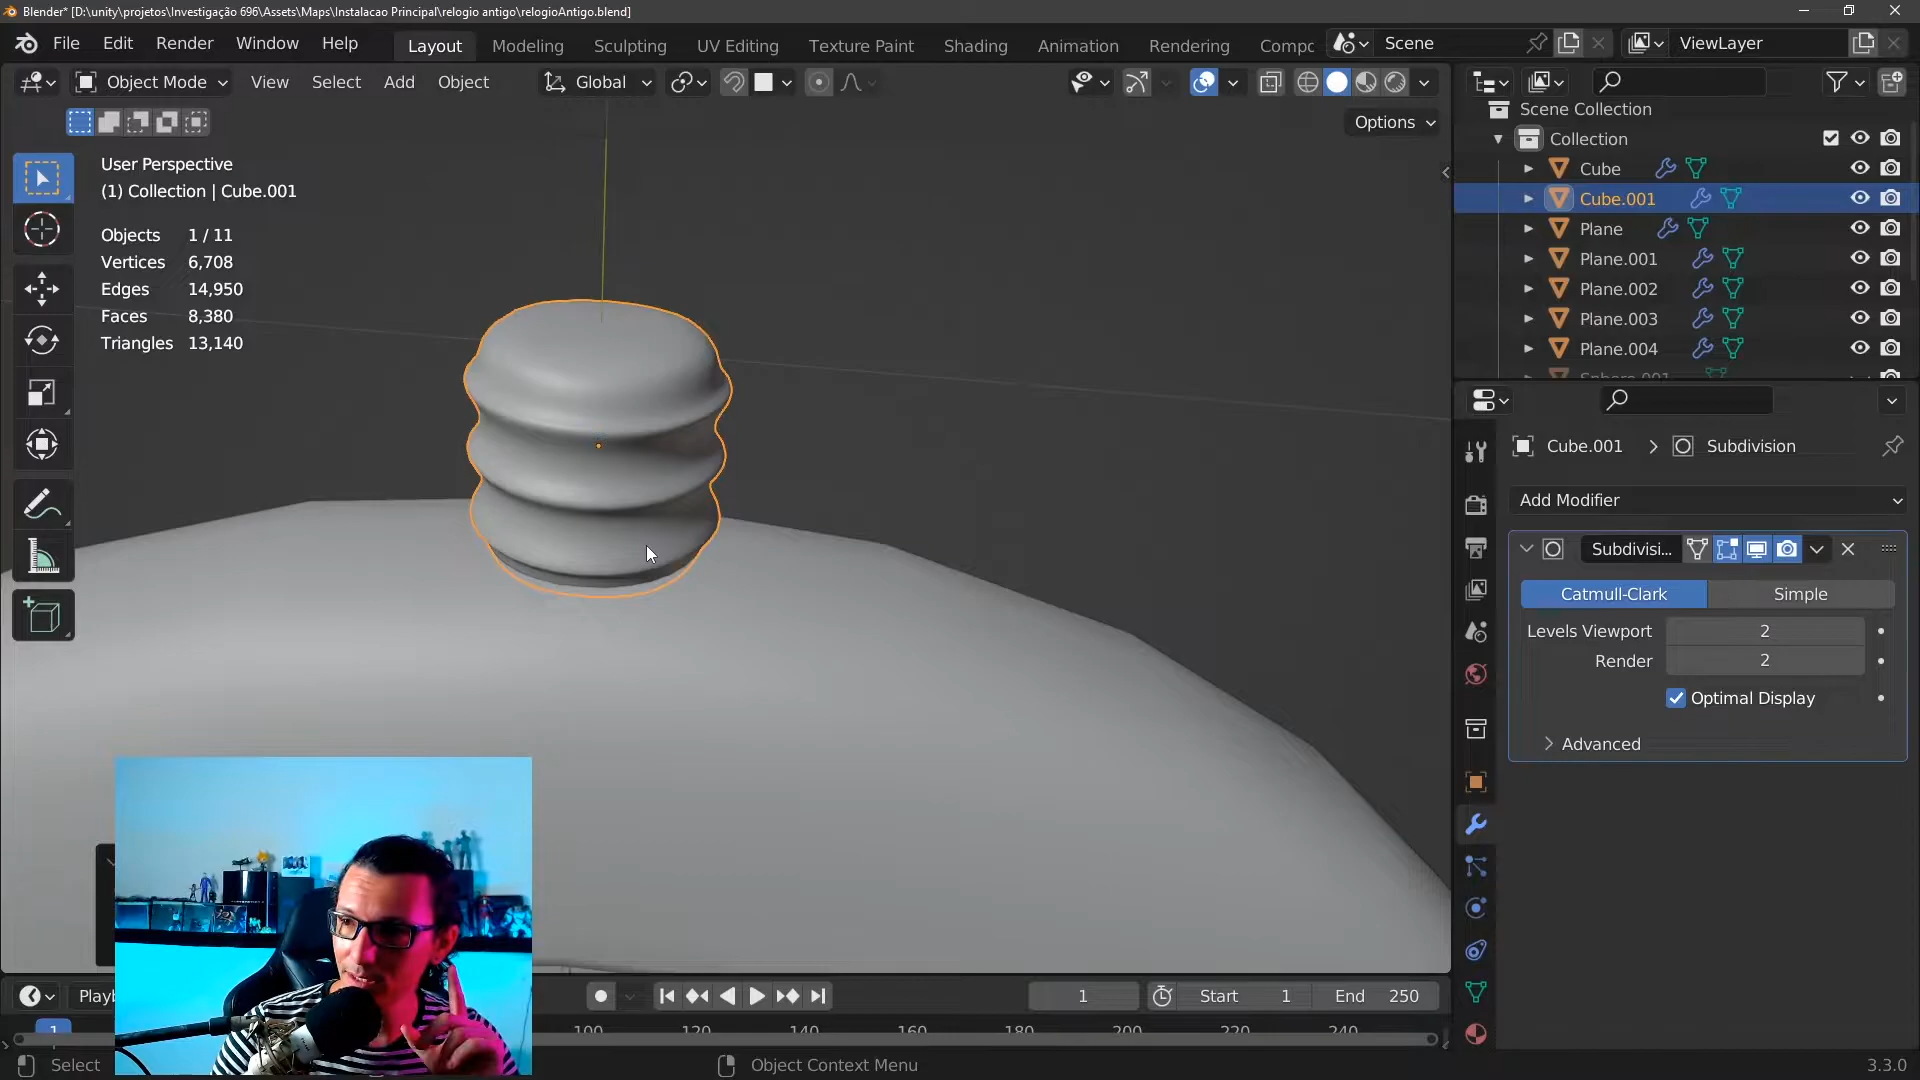 Blender* [D:\unity\projetos\Investigação 696\Assets\Maps\Instalacao Principal\relogio antigo\relogioAntigo.blend]
File Edit Render Window Help Layout Modeling Sculpting UV Editing Texture Paint Shading Animation Rendering Compc Scene ViewLayer
Object Mode View Select Add Object Global
Options
User Perspective
(1) Collection | Cube.001
Objects 1 / 11
Vertices 6,708
Edges 14,950
Faces 8,380
Triangles 13,140
Scene Collection
Collection
Cube
Cube.001
Plane
Plane.001
Plane.002
Plane.003
Plane.004
Sphere.001
Cube.001 > Subdivision
Add Modifier
Subdivisi...
Catmull-Clark Simple
Levels Viewport 2
Render 2
Optimal Display
Advanced
Playb 1 Start 1 End 250
1 100 120 140 160 180 200 220 240
Select Object Context Menu 3.3.0